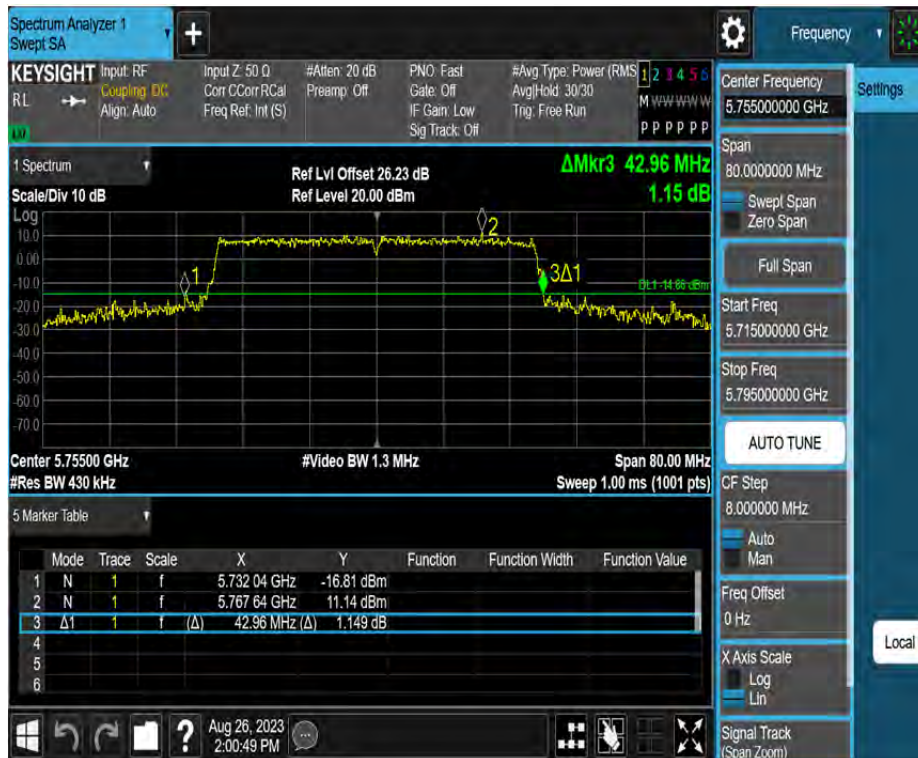 Spectrum Analyzer 1
Swept SA
+
Frequency
KEYSIGHT
RL
Input: RF
Coupling: DC
Align: Auto
Input Z: 50 Ω
Corr CCorr RCal
Freq Ref: Int (S)
#Atten: 20 dB
Preamp: Off
PNO: Fast
Gate: Off
IF Gain: Low
Sig Track: Off
#Avg Type: Power (RMS
Avg|Hold: 30/30
Trig: Free Run
1 2 3 4 5 6
M W W W W W
P P P P P P
1 Spectrum
Scale/Div 10 dB
Ref Lvl Offset 26.23 dB
Ref Level 20.00 dBm
ΔMkr3 42.96 MHz
1.15 dB
Log
10.0
0.00
-10.0
-20.0
-30.0
-40.0
-50.0
-60.0
-70.0
1
2
3Δ1
DL1 -14.86 dBm
Center 5.75500 GHz
#Video BW 1.3 MHz
Span 80.00 MHz
#Res BW 430 kHz
Sweep 1.00 ms (1001 pts)
5 Marker Table
Mode Trace Scale X Y Function Function Width Function Value
1 N 1 f 5.732 04 GHz -16.81 dBm
2 N 1 f 5.767 64 GHz 11.14 dBm
3 Δ1 1 f (Δ) 42.96 MHz (Δ) 1.149 dB
4
5
6
?
Aug 26, 2023
2:00:49 PM
Center Frequency
5.755000000 GHz
Settings
Span
80.0000000 MHz
Swept Span
Zero Span
Full Span
Start Freq
5.715000000 GHz
Stop Freq
5.795000000 GHz
AUTO TUNE
CF Step
8.000000 MHz
Auto
Man
Freq Offset
0 Hz
Local
X Axis Scale
Log
Lin
Signal Track
(Span Zoom)